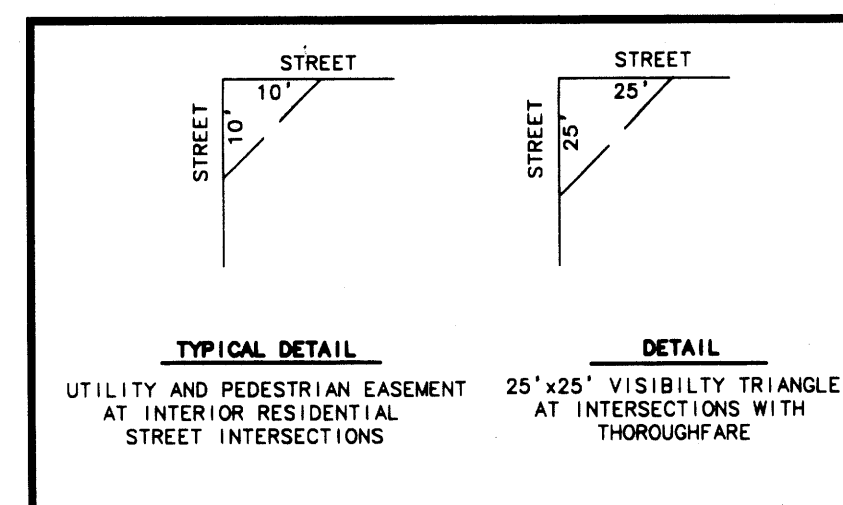 STREET
10'
10'
STREET
TYPICAL DETAIL
UTILITY AND PEDESTRIAN EASEMENT
AT INTERIOR RESIDENTIAL
STREET INTERSECTIONS
STREET
25'
25'
STREET
DETAIL
25'x25' VISIBILTY TRIANGLE
AT INTERSECTIONS WITH
THOROUGHFARE